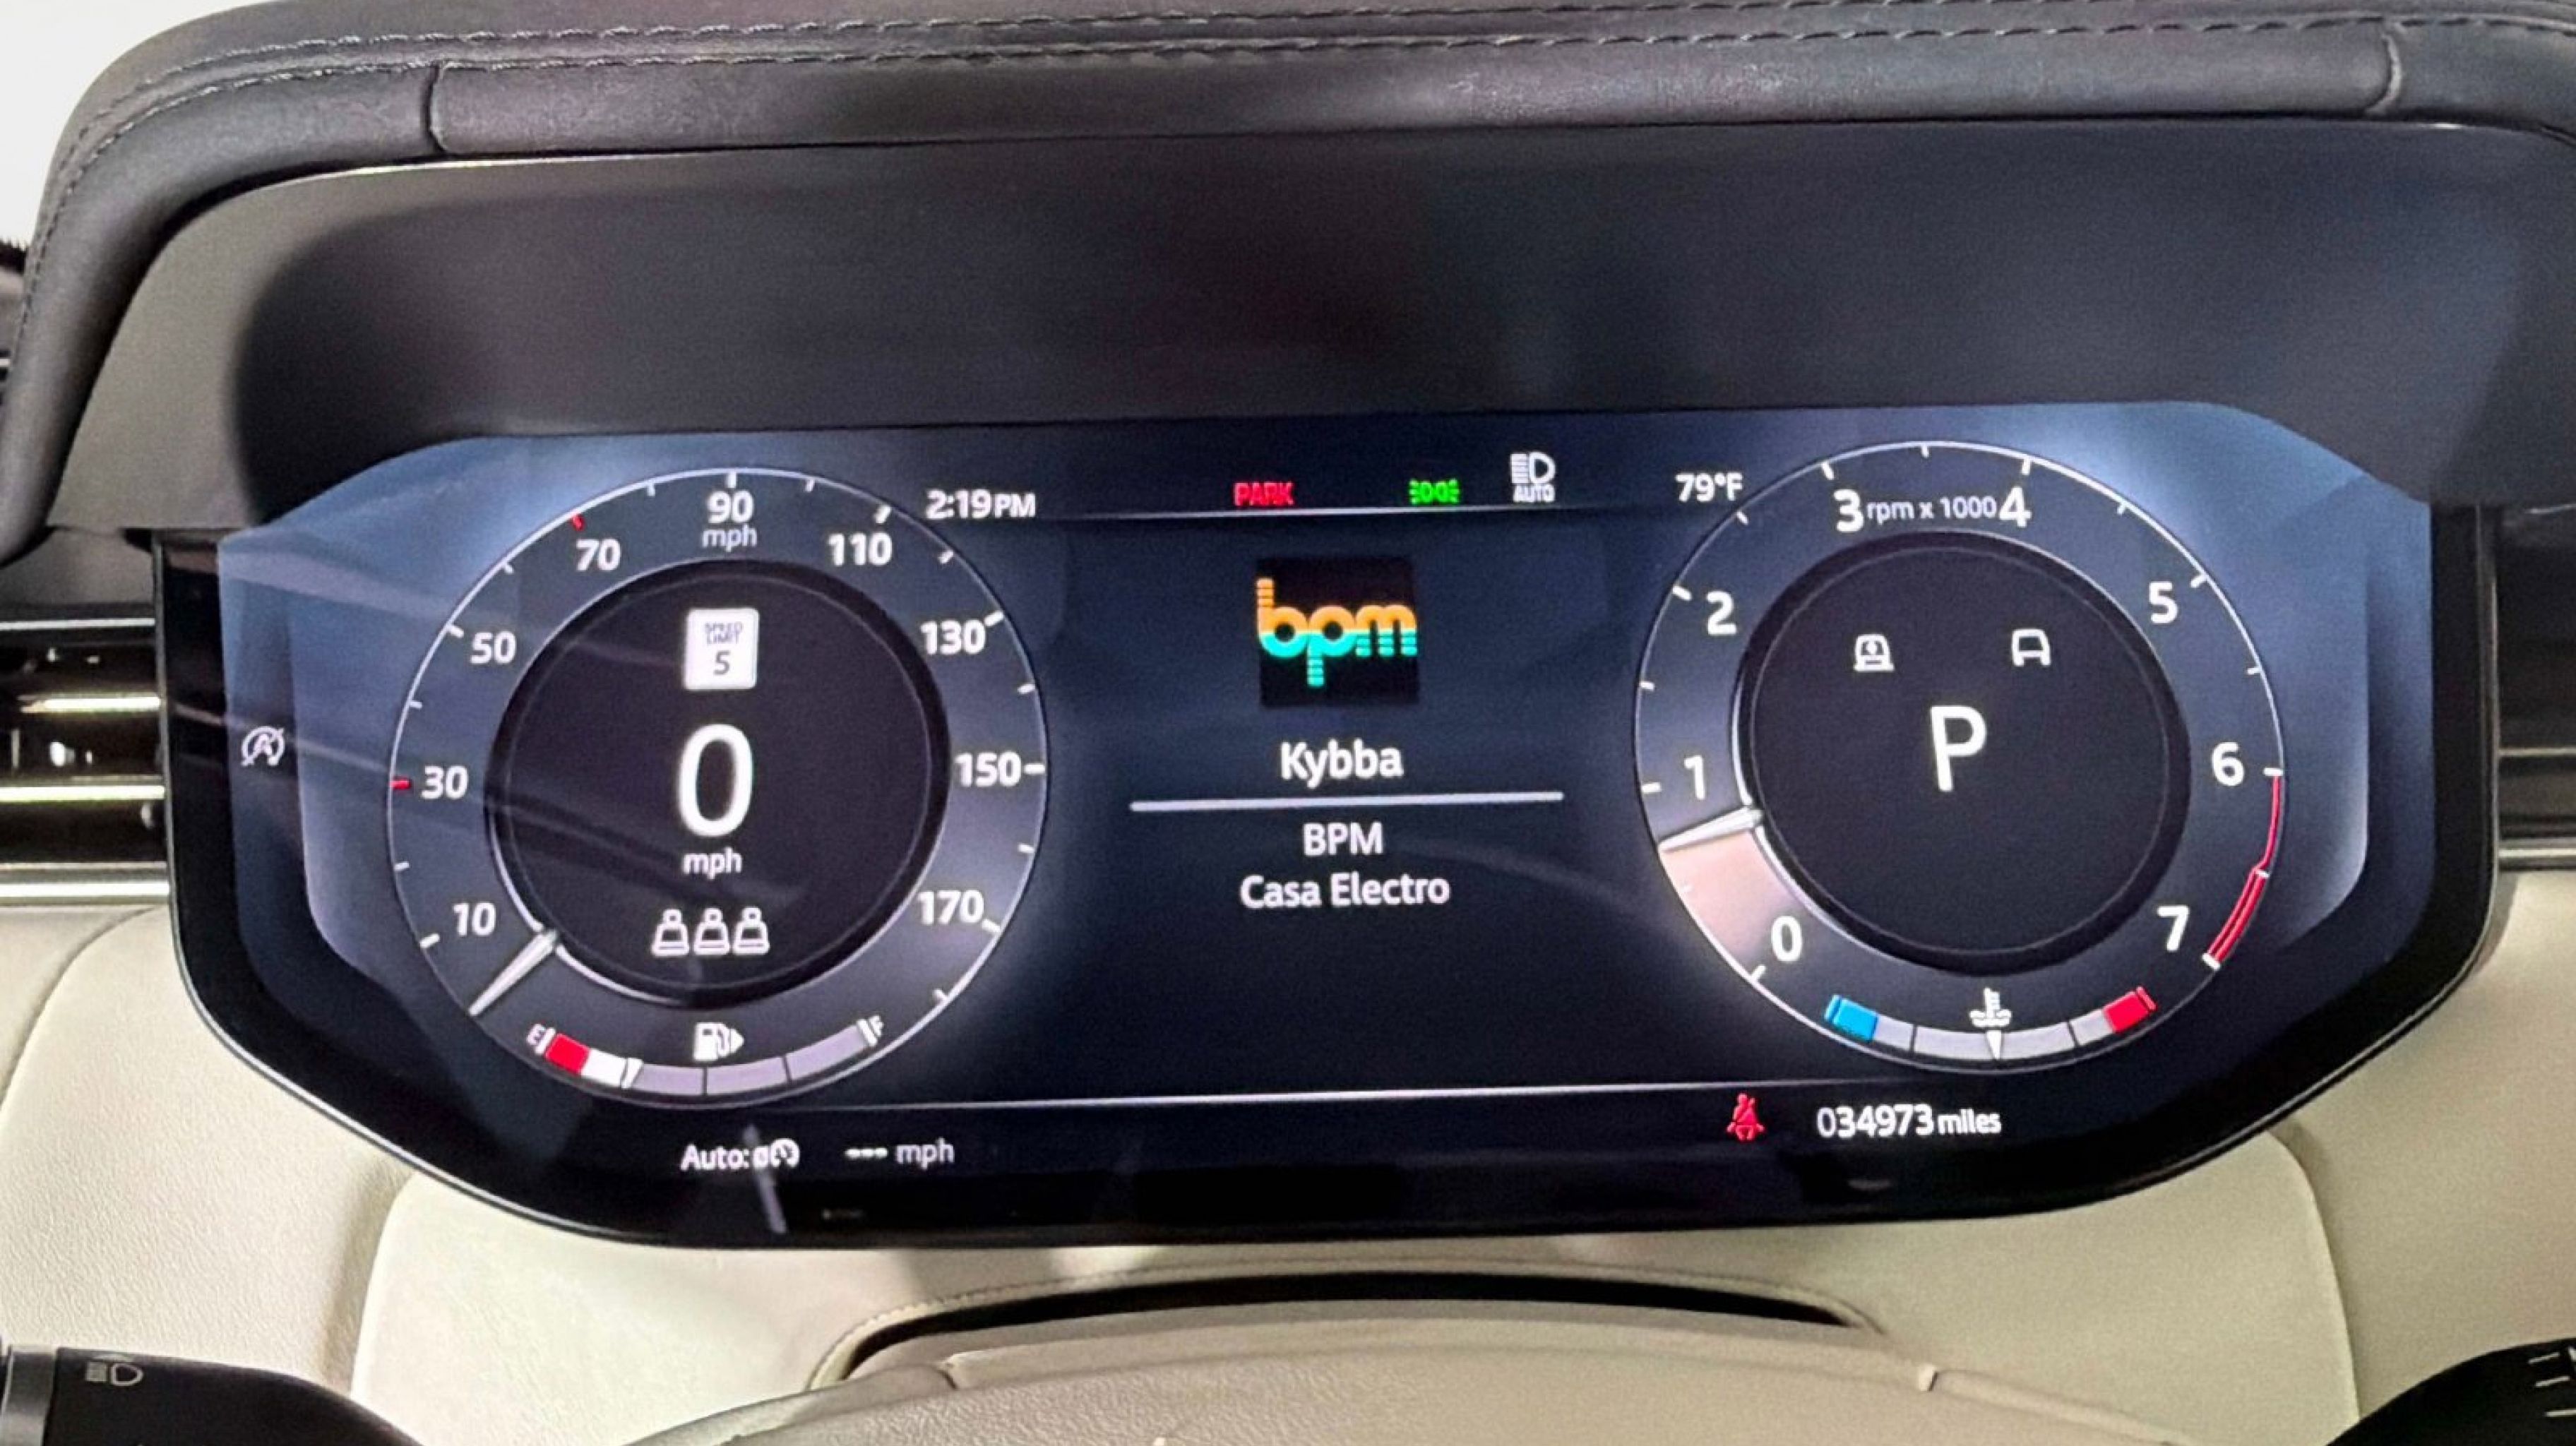 2:19PM
PARK
AUTO
79°F
10
30
50
70
90
mph
110
130
150
170
SPEED
LIMIT
5
0
mph
E
F
bpm
Kybba
BPM
Casa Electro
0
1
2
3
rpm x 1000
4
5
6
7
P
Auto:
--- mph
034973 miles